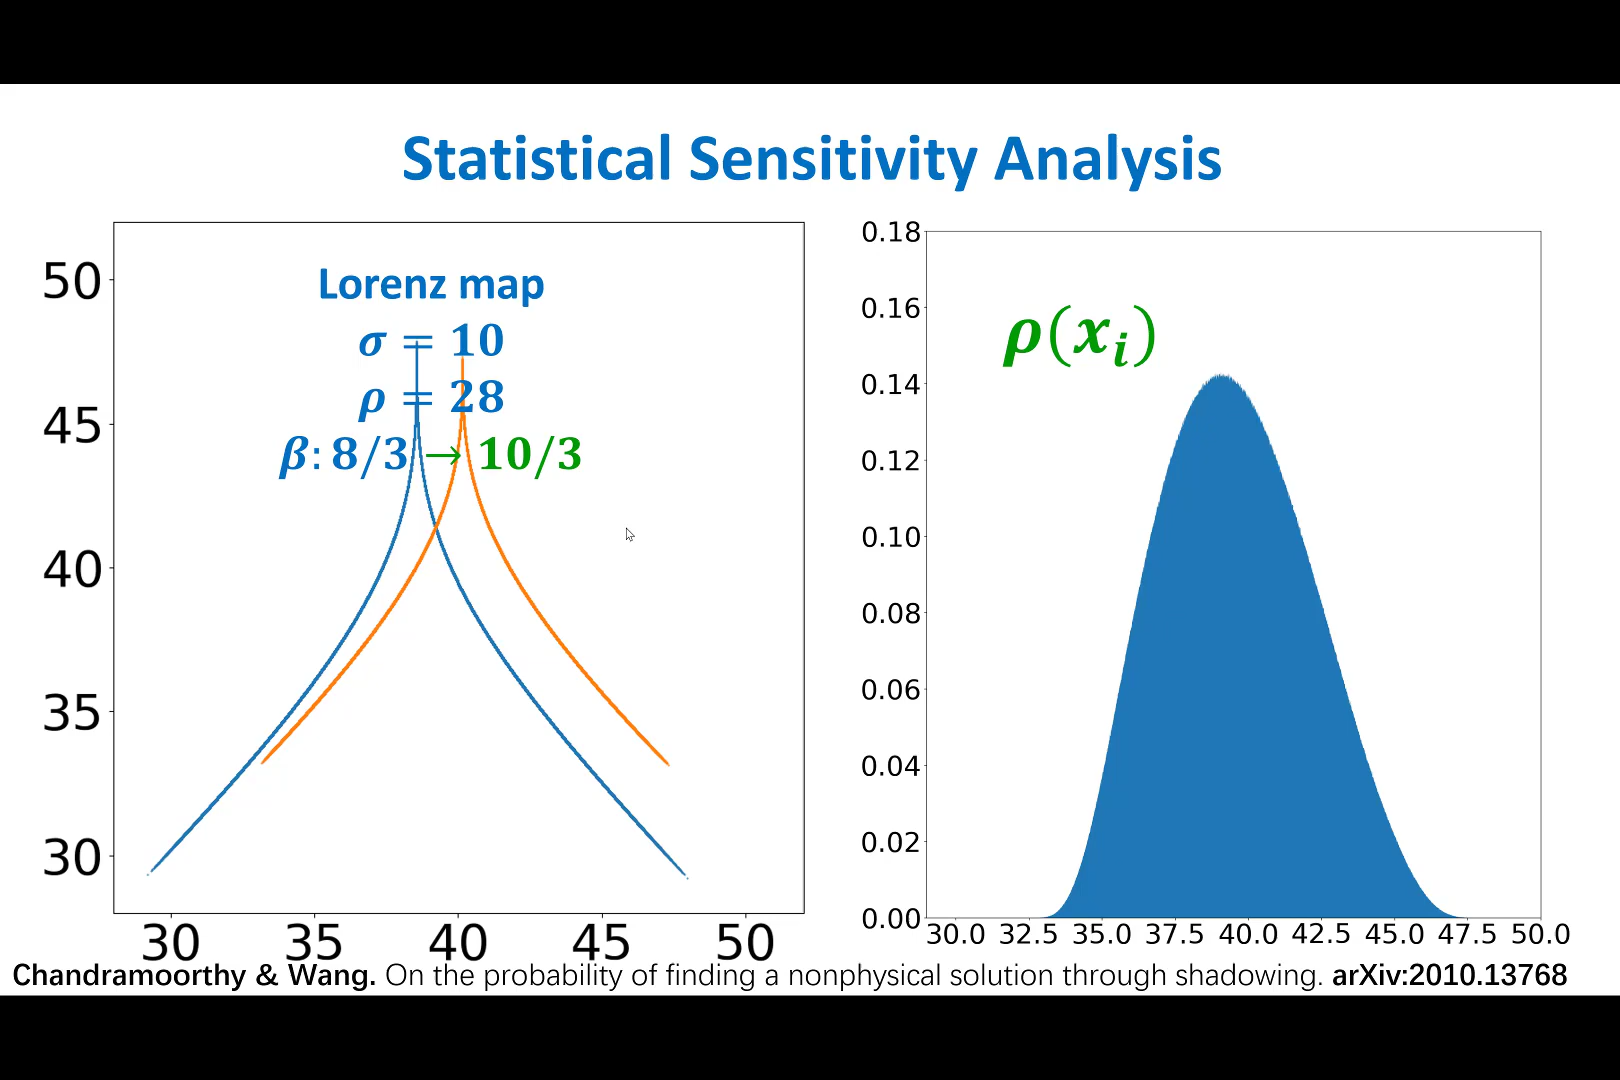 Statistical Sensitivity Analysis
Lorenz map
σ = 10
ρ = 28
β: 8/3 → 10/3
50
45
40
35
30
30 35 40 45 50
ρ(xᵢ)
0.18
0.16
0.14
0.12
0.10
0.08
0.06
0.04
0.02
0.00
30.0 32.5 35.0 37.5 40.0 42.5 45.0 47.5 50.0
Chandramoorthy & Wang. On the probability of finding a nonphysical solution through shadowing. arXiv:2010.13768